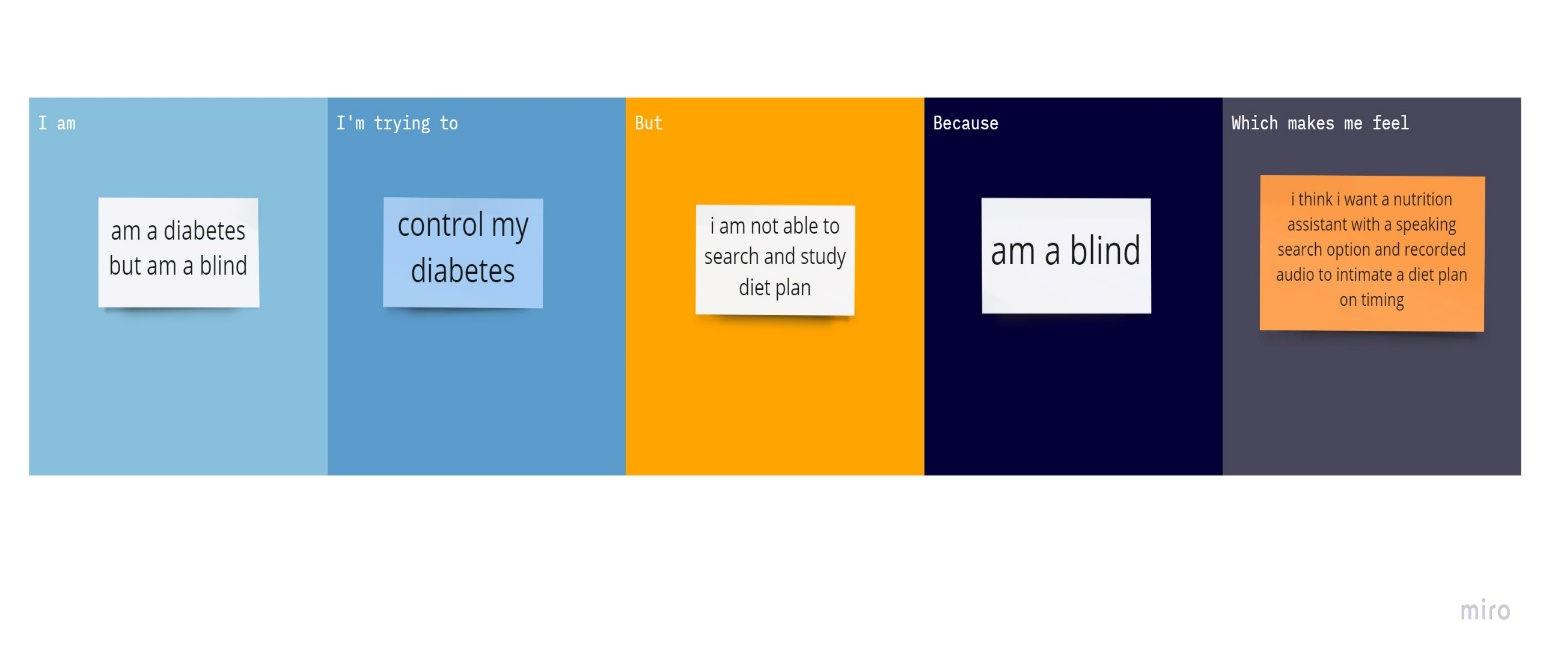 I am
am a diabetes
but am a blind
I'm trying to
control my
diabetes
But
i am not able to
search and study
diet plan
Because
am a blind
Which makes me feel
i think i want a nutrition
assistant with a speaking
search option and recorded
audio to intimate a diet plan
on timing
miro